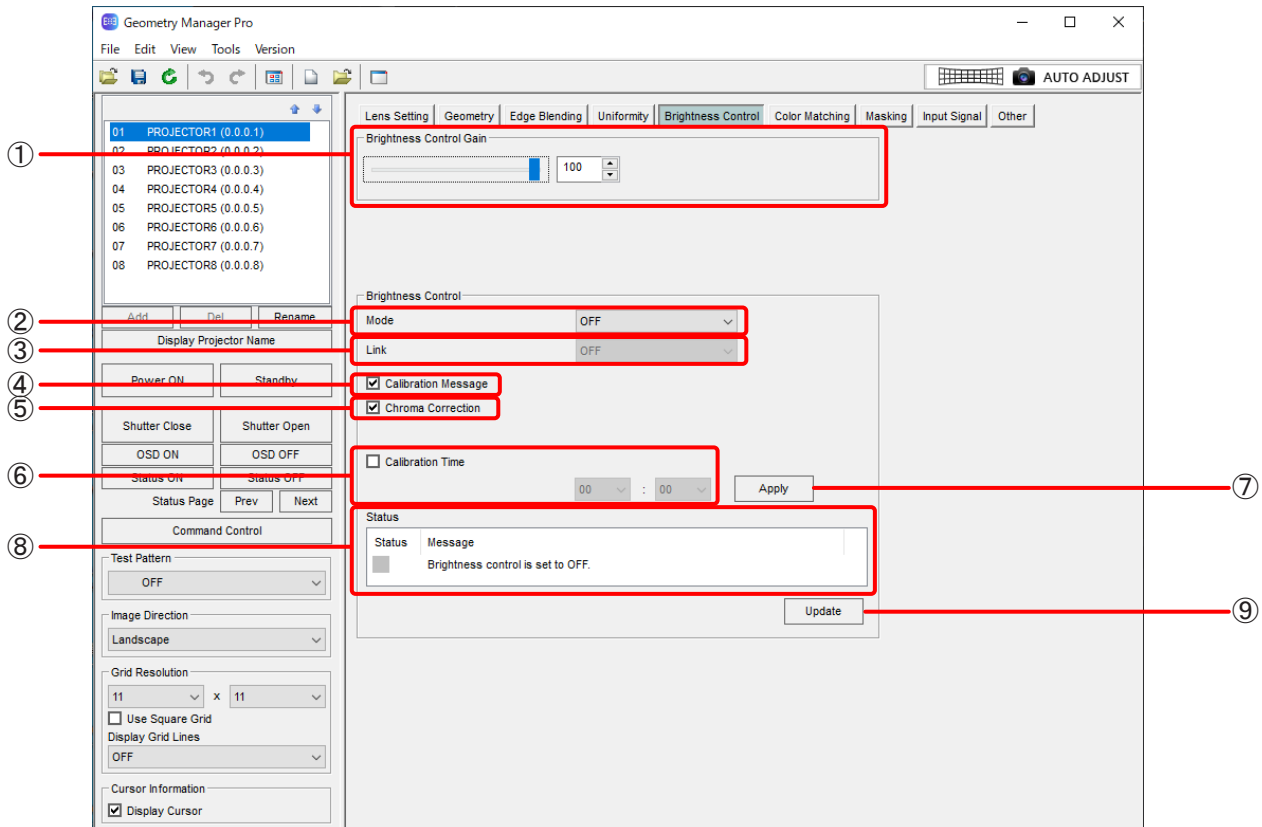 Geometry Manager Pro
File Edit View Tools Version
AUTO ADJUST
01 PROJECTOR1 (0.0.0.1)
02 PROJECTOR2 (0.0.0.2)
03 PROJECTOR3 (0.0.0.3)
04 PROJECTOR4 (0.0.0.4)
05 PROJECTOR5 (0.0.0.5)
06 PROJECTOR6 (0.0.0.6)
07 PROJECTOR7 (0.0.0.7)
08 PROJECTOR8 (0.0.0.8)
Add Del Rename
Display Projector Name
Power ON Standby
Shutter Close Shutter Open
OSD ON OSD OFF
Status ON Status OFF
Status Page Prev Next
Command Control
Test Pattern
OFF
Image Direction
Landscape
Grid Resolution
11 x 11
Use Square Grid
Display Grid Lines
OFF
Cursor Information
Display Cursor
Lens Setting Geometry Edge Blending Uniformity Brightness Control Color Matching Masking Input Signal Other
① Brightness Control Gain
100
Brightness Control
② Mode OFF
③ Link OFF
④ Calibration Message
⑤ Chroma Correction
⑥ Calibration Time
00 : 00 Apply ⑦
⑧ Status
Status Message
Brightness control is set to OFF.
Update ⑨